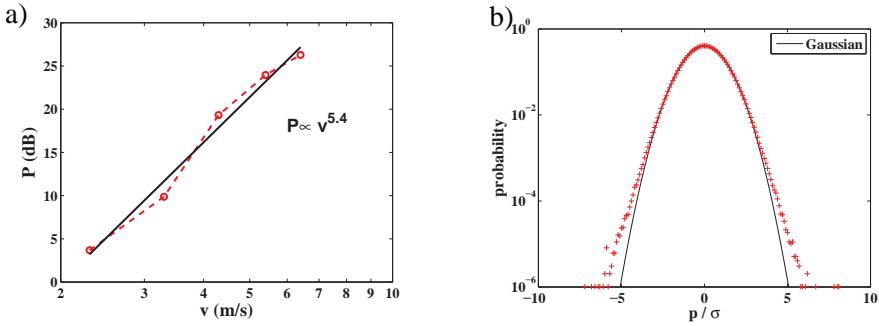 a)
30
25
20
15
10
5
0
P (dB)
P∝ v^5.4
2 3 4 5 6 7 8 9 10
v (m/s)
b)
10^0
10^-2
10^-4
10^-6
probability
Gaussian
−10 −5 0 5 10
p / σ